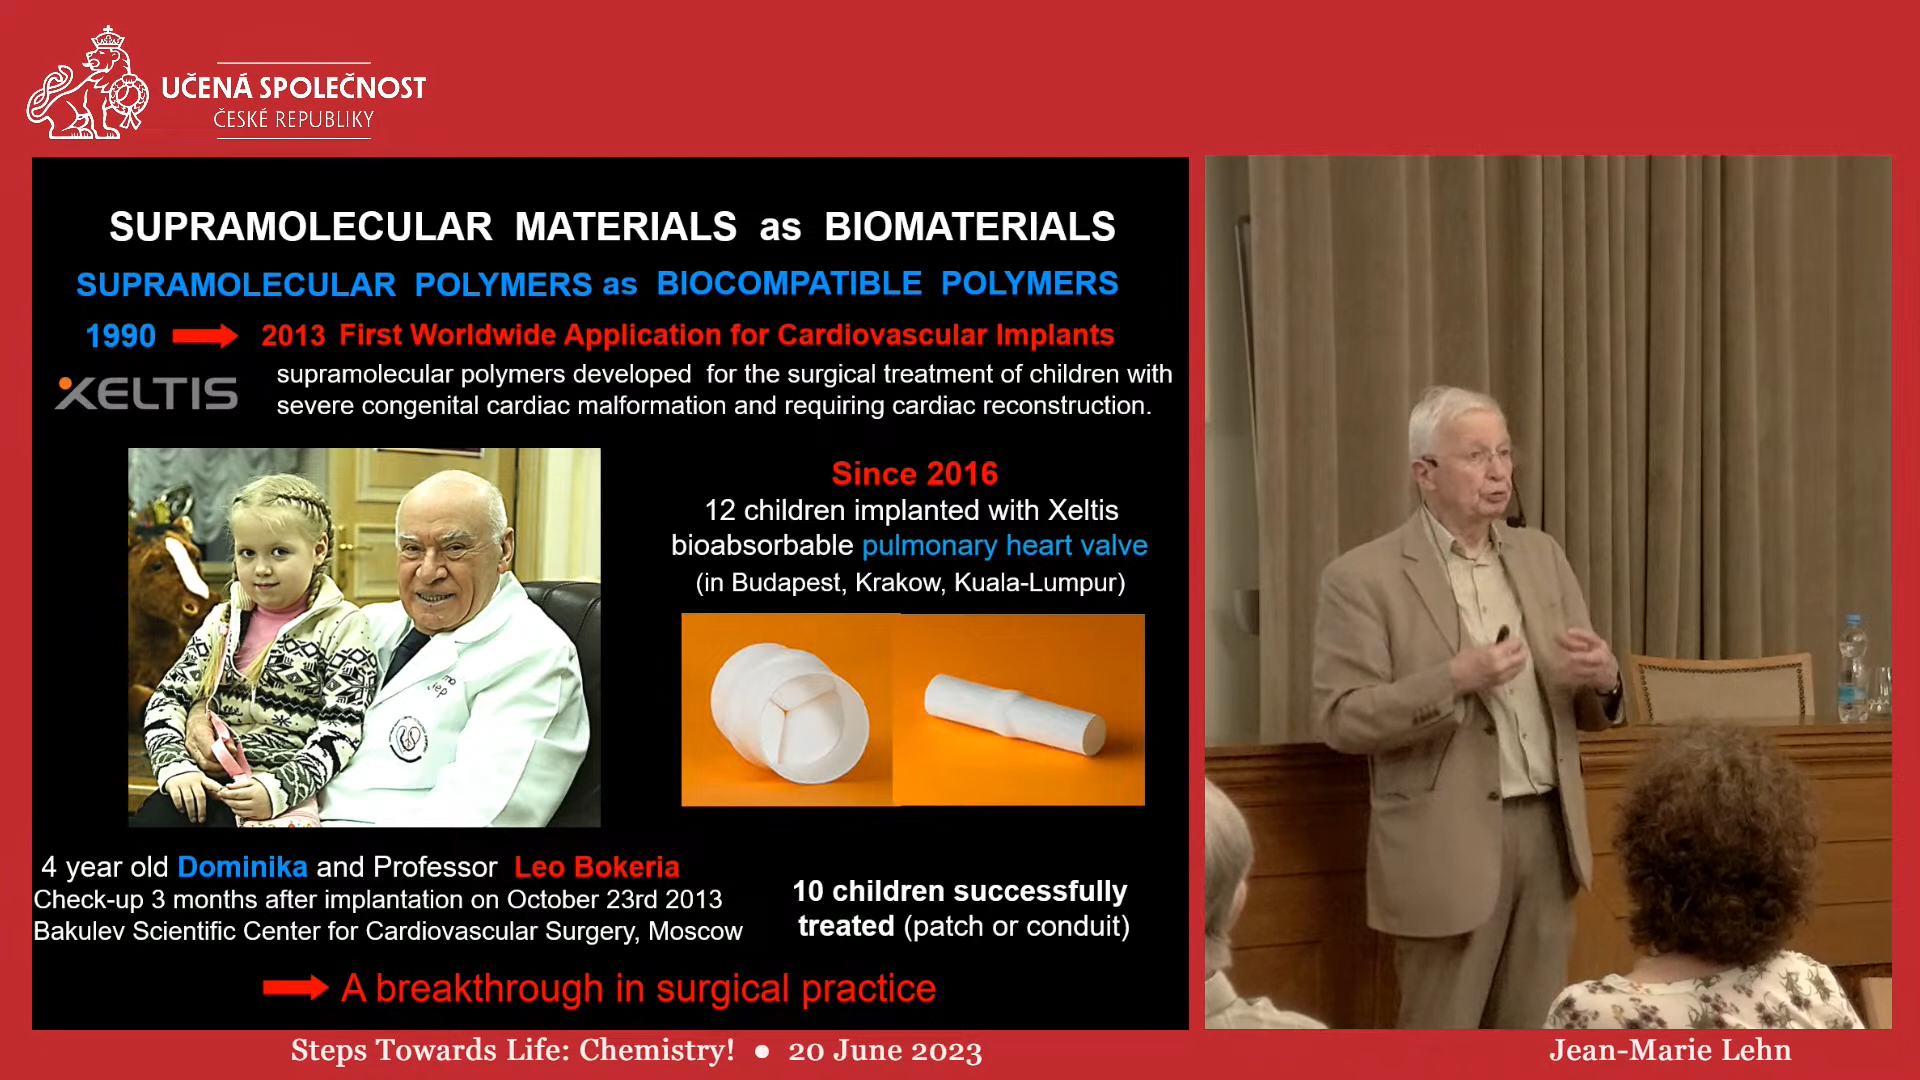 UČENÁ SPOLEČNOST
ČESKÉ REPUBLIKY
SUPRAMOLECULAR MATERIALS as BIOMATERIALS
SUPRAMOLECULAR POLYMERS as BIOCOMPATIBLE POLYMERS
1990 2013 First Worldwide Application for Cardiovascular Implants
XELTIS
supramolecular polymers developed for the surgical treatment of children with
severe congenital cardiac malformation and requiring cardiac reconstruction.
Since 2016
12 children implanted with Xeltis
bioabsorbable pulmonary heart valve
(in Budapest, Krakow, Kuala-Lumpur)
4 year old Dominika and Professor Leo Bokeria
Check-up 3 months after implantation on October 23rd 2013
Bakulev Scientific Center for Cardiovascular Surgery, Moscow
10 children successfully
treated (patch or conduit)
A breakthrough in surgical practice
Steps Towards Life: Chemistry! • 20 June 2023
Jean-Marie Lehn